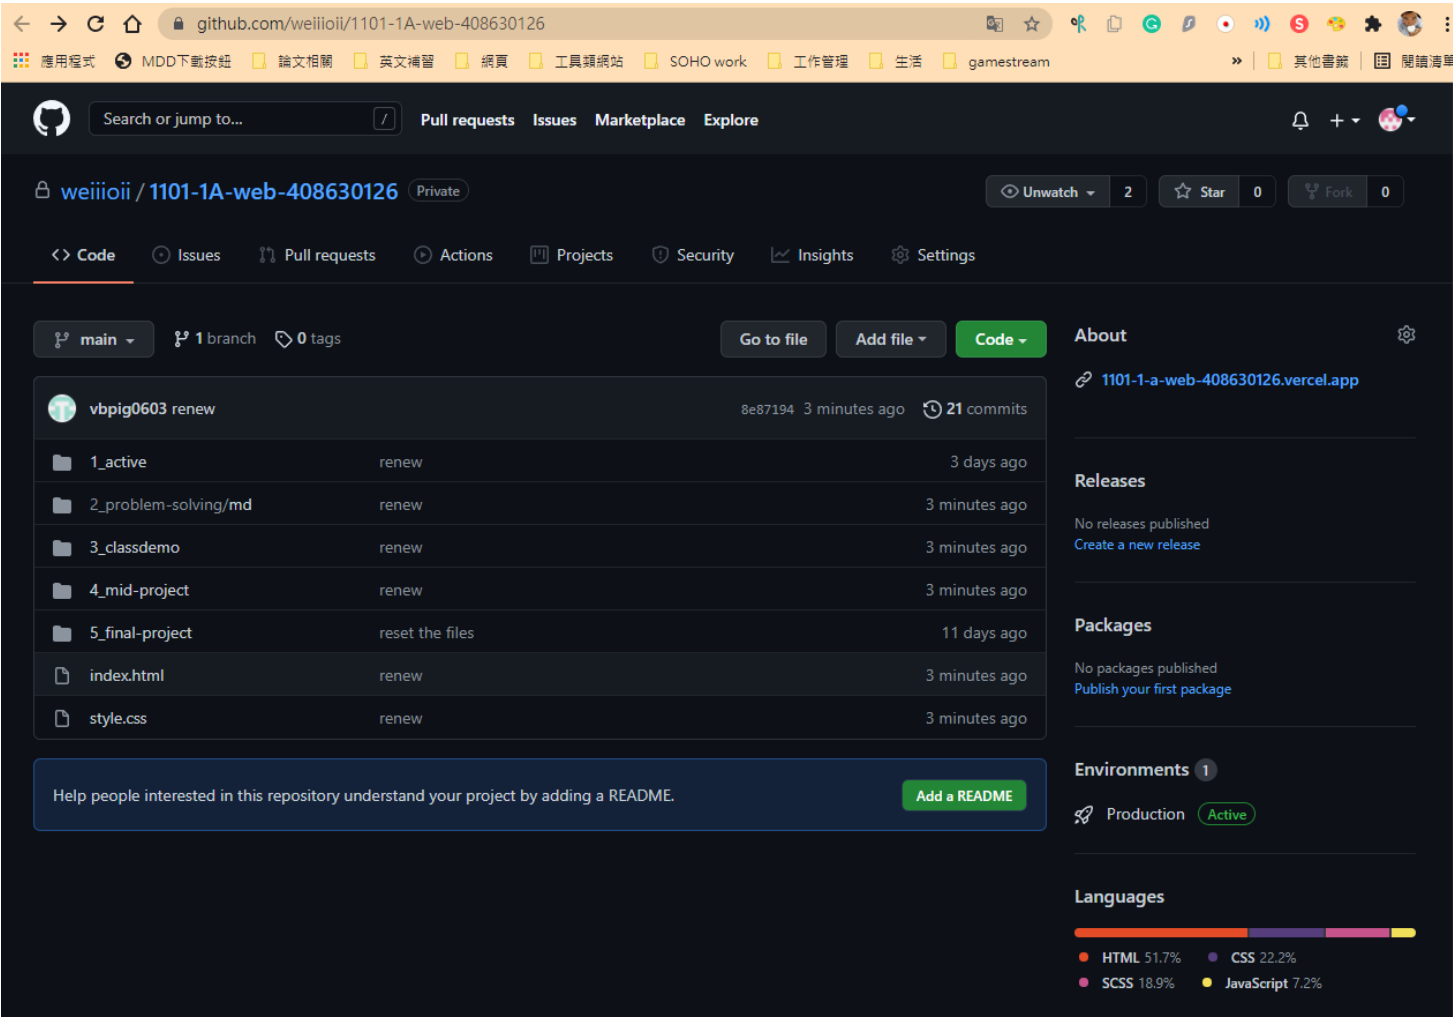 github.com/weiiioii/1101-1A-web-408630126
應用程式 MDD下載按鈕 論文相關 英文補習 網頁 工具類網站 SOHO work 工作管理 生活 gamestream » 其他書籤 閱讀清單
Search or jump to... / Pull requests Issues Marketplace Explore
weiiioii / 1101-1A-web-408630126 Private Unwatch 2 Star 0 Fork 0
<> Code Issues Pull requests Actions Projects Security Insights Settings
main 1 branch 0 tags Go to file Add file Code
vbpig0603 renew 8e87194 3 minutes ago 21 commits
1_active renew 3 days ago
2_problem-solving/md renew 3 minutes ago
3_classdemo renew 3 minutes ago
4_mid-project renew 3 minutes ago
5_final-project reset the files 11 days ago
index.html renew 3 minutes ago
style.css renew 3 minutes ago
Help people interested in this repository understand your project by adding a README. Add a README
About
1101-1-a-web-408630126.vercel.app
Releases
No releases published
Create a new release
Packages
No packages published
Publish your first package
Environments 1
Production Active
Languages
HTML 51.7% CSS 22.2%
SCSS 18.9% JavaScript 7.2%